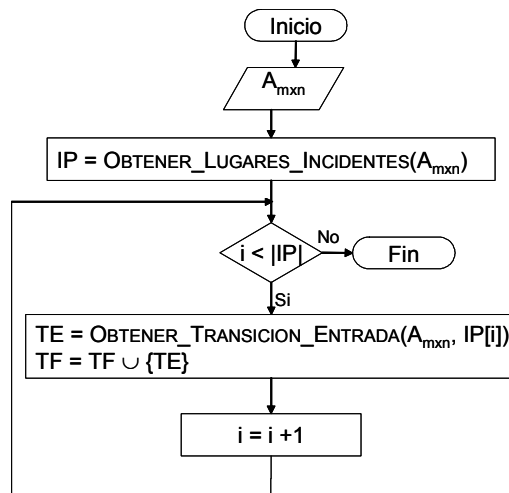 Inicio
Amxn
IP = OBTENER_LUGARES_INCIDENTES(Amxn)
i < |IP|
No
Fin
Si
TE = OBTENER_TRANSICION_ENTRADA(Amxn, IP[i])
TF = TF ∪ {TE}
i = i +1